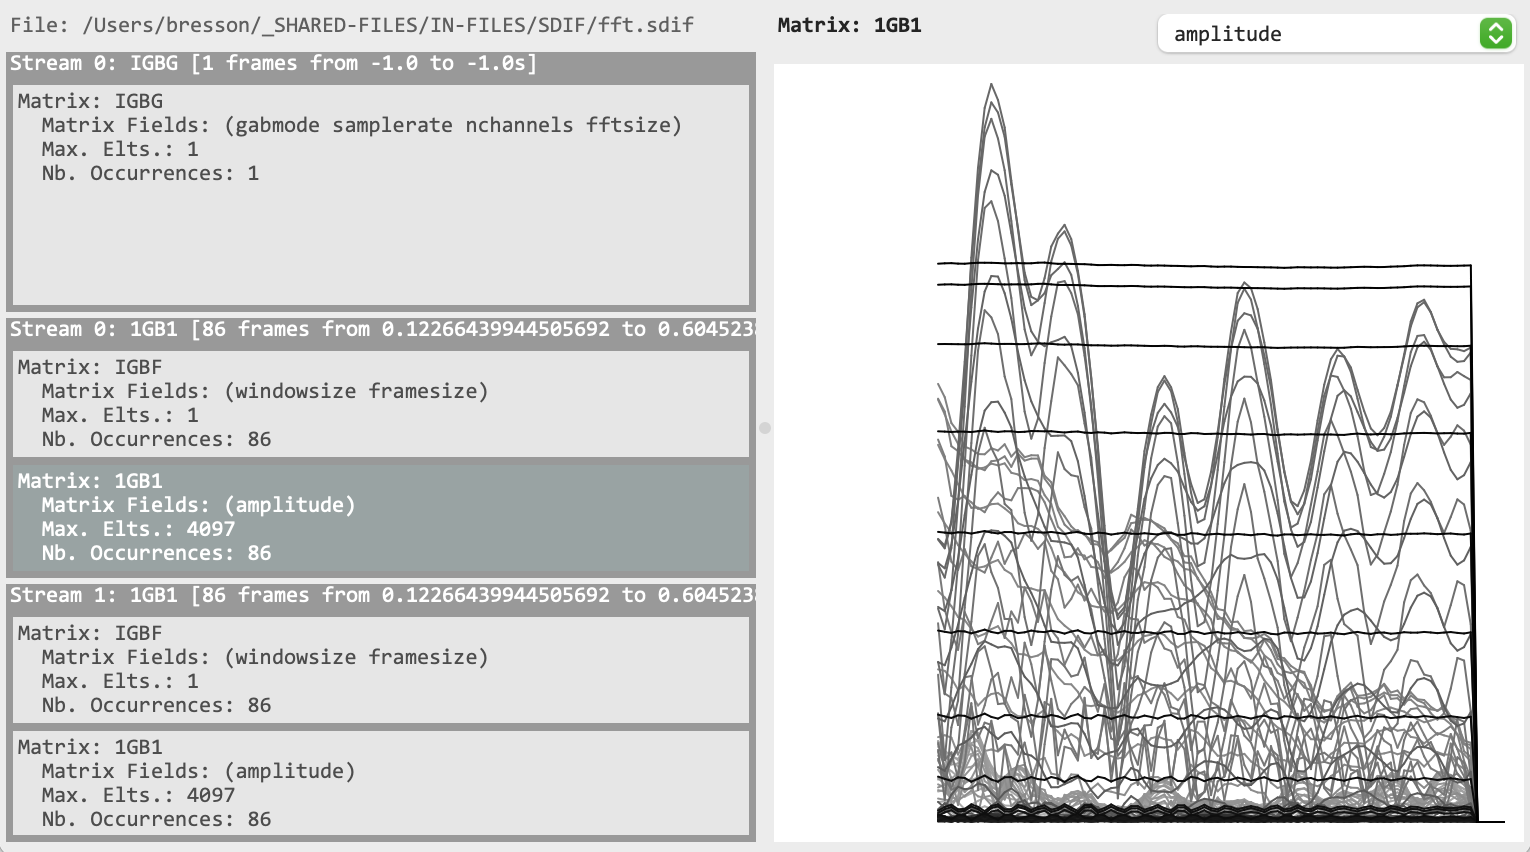 File: /Users/bresson/_SHARED-FILES/IN-FILES/SDIF/fft.sdif
Stream 0: IGBG [1 frames from -1.0 to -1.0s]
Matrix: IGBG
Matrix Fields: (gabmode samplerate nchannels fftsize)
Max. Elts.: 1
Nb. Occurrences: 1
Stream 0: 1GB1 [86 frames from 0.12266439944505692 to 0.604523
Matrix: IGBF
Matrix Fields: (windowsize framesize)
Max. Elts.: 1
Nb. Occurrences: 86
Matrix: 1GB1
Matrix Fields: (amplitude)
Max. Elts.: 4097
Nb. Occurrences: 86
Stream 1: 1GB1 [86 frames from 0.12266439944505692 to 0.604523
Matrix: IGBF
Matrix Fields: (windowsize framesize)
Max. Elts.: 1
Nb. Occurrences: 86
Matrix: 1GB1
Matrix Fields: (amplitude)
Max. Elts.: 4097
Nb. Occurrences: 86
Matrix: 1GB1
amplitude